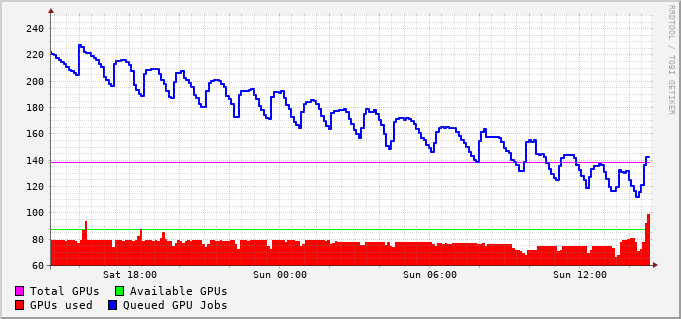 240
220
200
180
160
140
120
100
80
60
Sat 18:00 Sun 00:00 Sun 06:00 Sun 12:00
Total GPUs Available GPUs
GPUs used Queued GPU Jobs
RRDTOOL / TOBI OETIKER